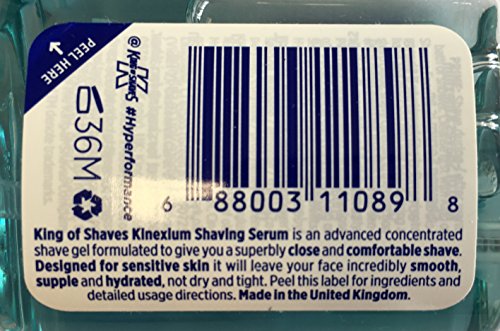 PEEL HERE
@KingofShaves #Hyperformance
K
36M
6 88003 11089 8
King of Shaves Kinexium Shaving Serum is an advanced concentrated
shave gel formulated to give you a superbly close and comfortable shave.
Designed for sensitive skin it will leave your face incredibly smooth,
supple and hydrated, not dry and tight. Peel this label for ingredients and
detailed usage directions. Made in the United Kingdom.